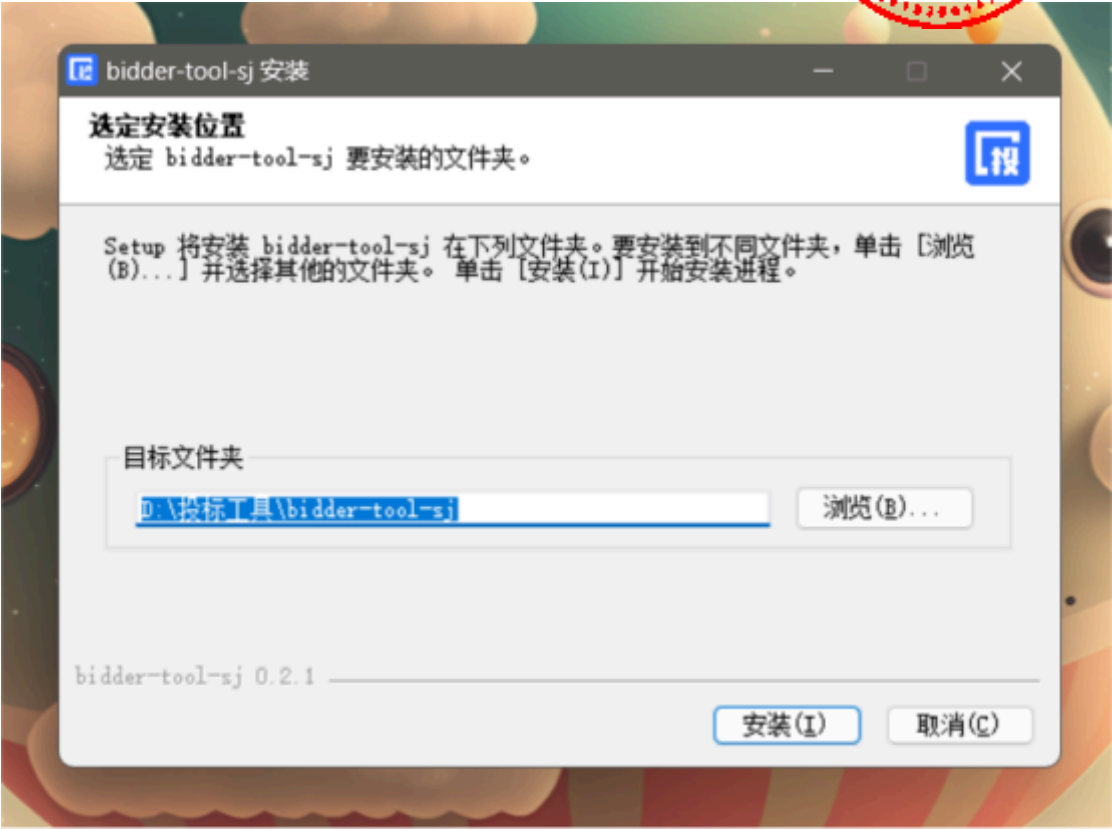 bidder-tool-sj 安装
选定安装位置
选定 bidder-tool-sj 要安装的文件夹。
投
Setup 将安装 bidder-tool-sj 在下列文件夹。要安装到不同文件夹，单击 [浏览
(B)...] 并选择其他的文件夹。 单击 [安装(I)] 开始安装进程。
目标文件夹
D:\投标工具\bidder-tool-sj
浏览(B)...
bidder-tool-sj 0.2.1
安装(I)
取消(C)